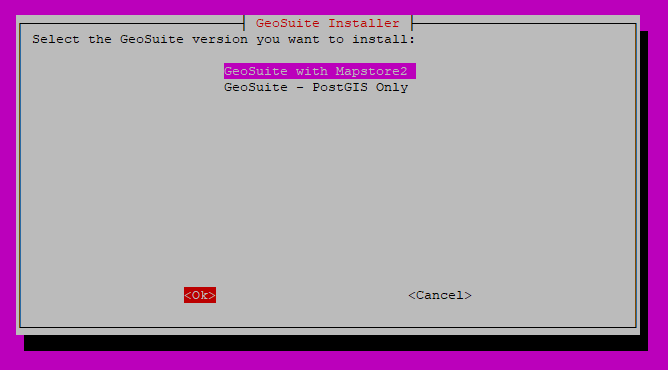 GeoSuite Installer
Select the GeoSuite version you want to install:
GeoSuite with Mapstore2
GeoSuite - PostGIS Only
<Ok> <Cancel>